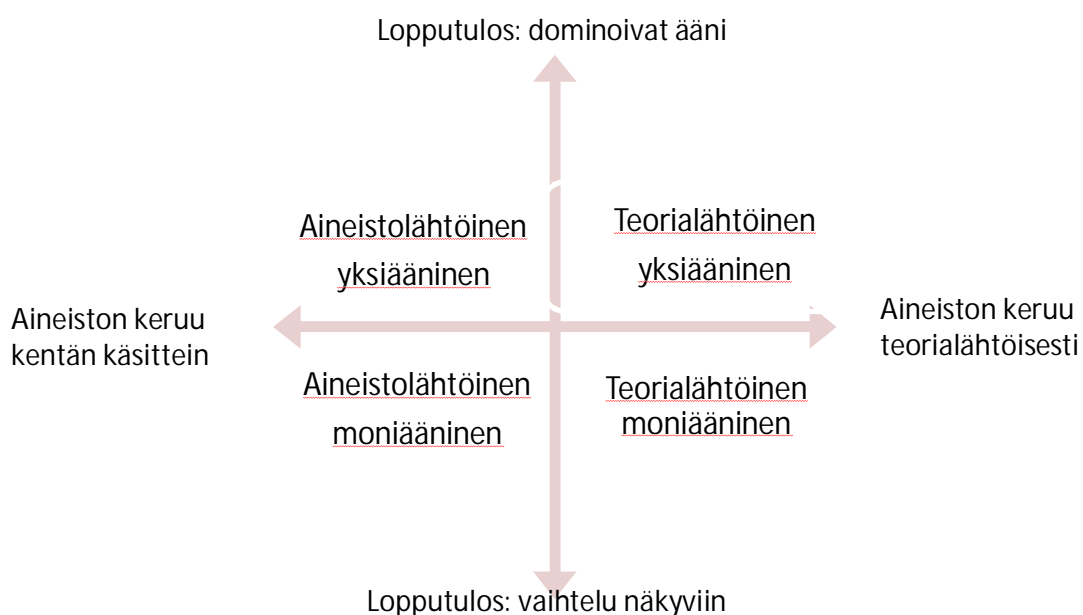 Lopputulos: dominoivat ääni
Aineistolähtöinen
yksiääninen
Teorialähtöinen
yksiääninen
Aineiston keruu
kentän käsittein
Aineiston keruu
teorialähtöisesti
Aineistolähtöinen
moniääninen
Teorialähtöinen
moniääninen
Lopputulos: vaihtelu näkyviin